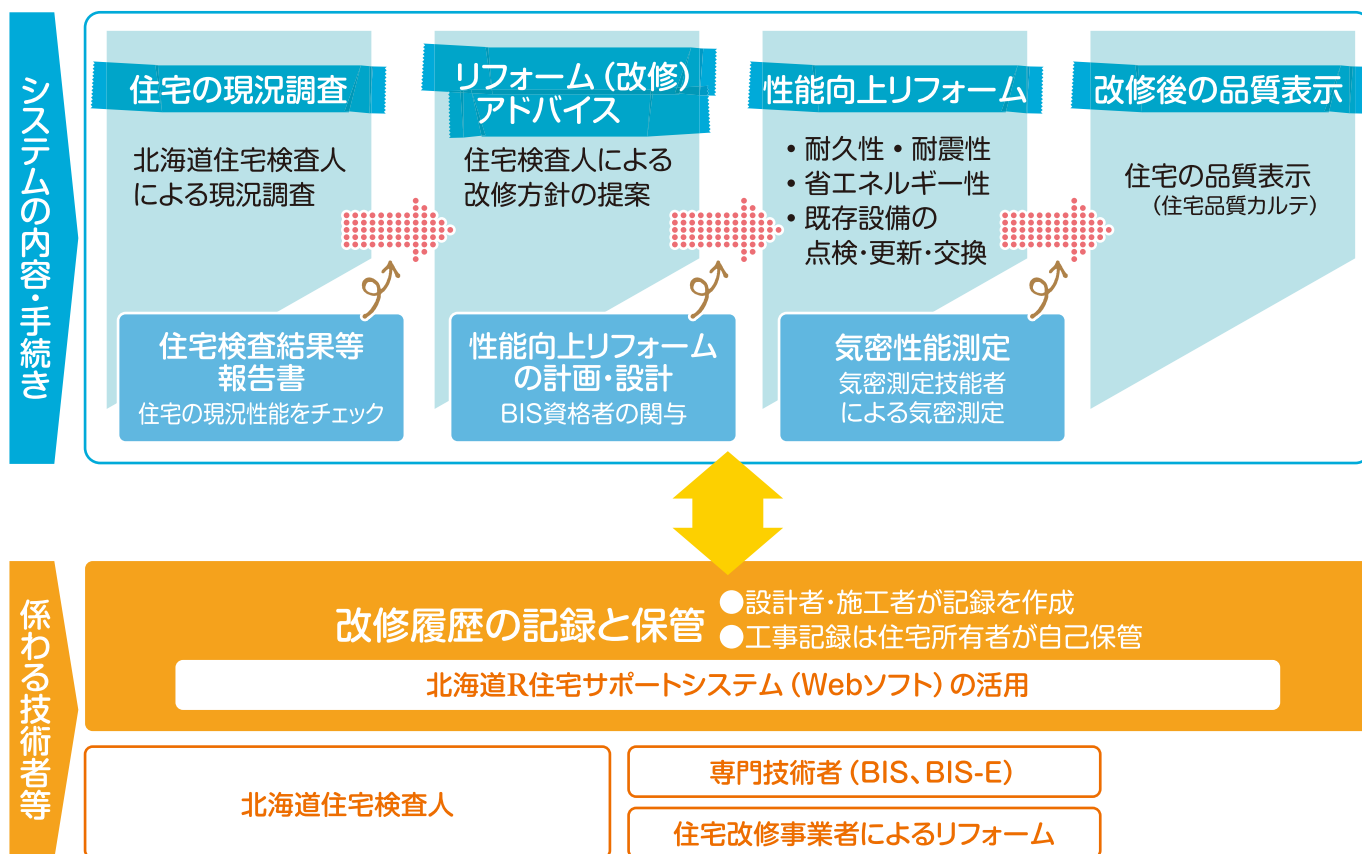 システムの内容・手続き
住宅の現況調査
北海道住宅検査人
による現況調査
住宅検査結果等
報告書
住宅の現況性能をチェック
リフォーム（改修）
アドバイス
住宅検査人による
改修方針の提案
性能向上リフォーム
の計画・設計
BIS資格者の関与
性能向上リフォーム
・耐久性・耐震性
・省エネルギー性
・既存設備の
点検・更新・交換
気密性能測定
気密測定技能者
による気密測定
改修後の品質表示
住宅の品質表示
（住宅品質カルテ）
係わる技術者等
改修履歴の記録と保管
●設計者・施工者が記録を作成
●工事記録は住宅所有者が自己保管
北海道R住宅サポートシステム（Webソフト）の活用
北海道住宅検査人
専門技術者（BIS、BIS-E）
住宅改修事業者によるリフォーム